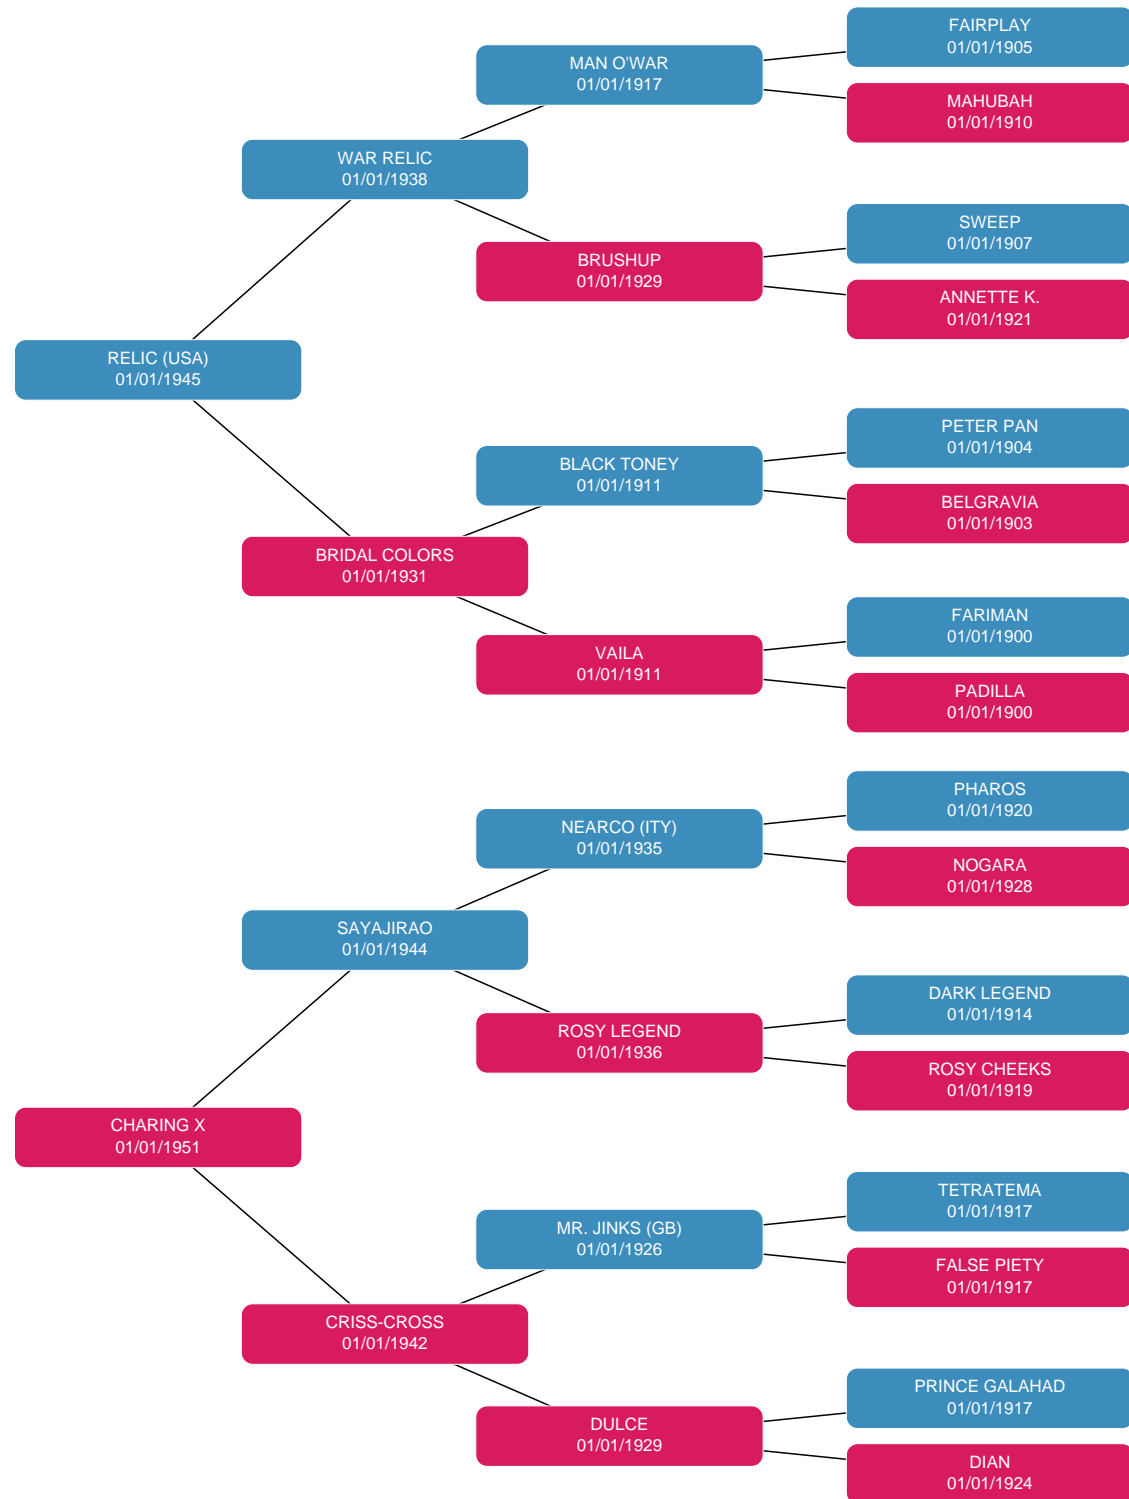 FAIRPLAY
01/01/1905
MAN O'WAR
01/01/1917
MAHUBAH
01/01/1910
WAR RELIC
01/01/1938
SWEEP
01/01/1907
BRUSHUP
01/01/1929
ANNETTE K.
01/01/1921
RELIC (USA)
01/01/1945
PETER PAN
01/01/1904
BLACK TONEY
01/01/1911
BELGRAVIA
01/01/1903
BRIDAL COLORS
01/01/1931
FARIMAN
01/01/1900
VAILA
01/01/1911
PADILLA
01/01/1900
PHAROS
01/01/1920
NEARCO (ITY)
01/01/1935
NOGARA
01/01/1928
SAYAJIRAO
01/01/1944
DARK LEGEND
01/01/1914
ROSY LEGEND
01/01/1936
ROSY CHEEKS
01/01/1919
CHARING X
01/01/1951
TETRATEMA
01/01/1917
MR. JINKS (GB)
01/01/1926
FALSE PIETY
01/01/1917
CRISS-CROSS
01/01/1942
PRINCE GALAHAD
01/01/1917
DULCE
01/01/1929
DIAN
01/01/1924